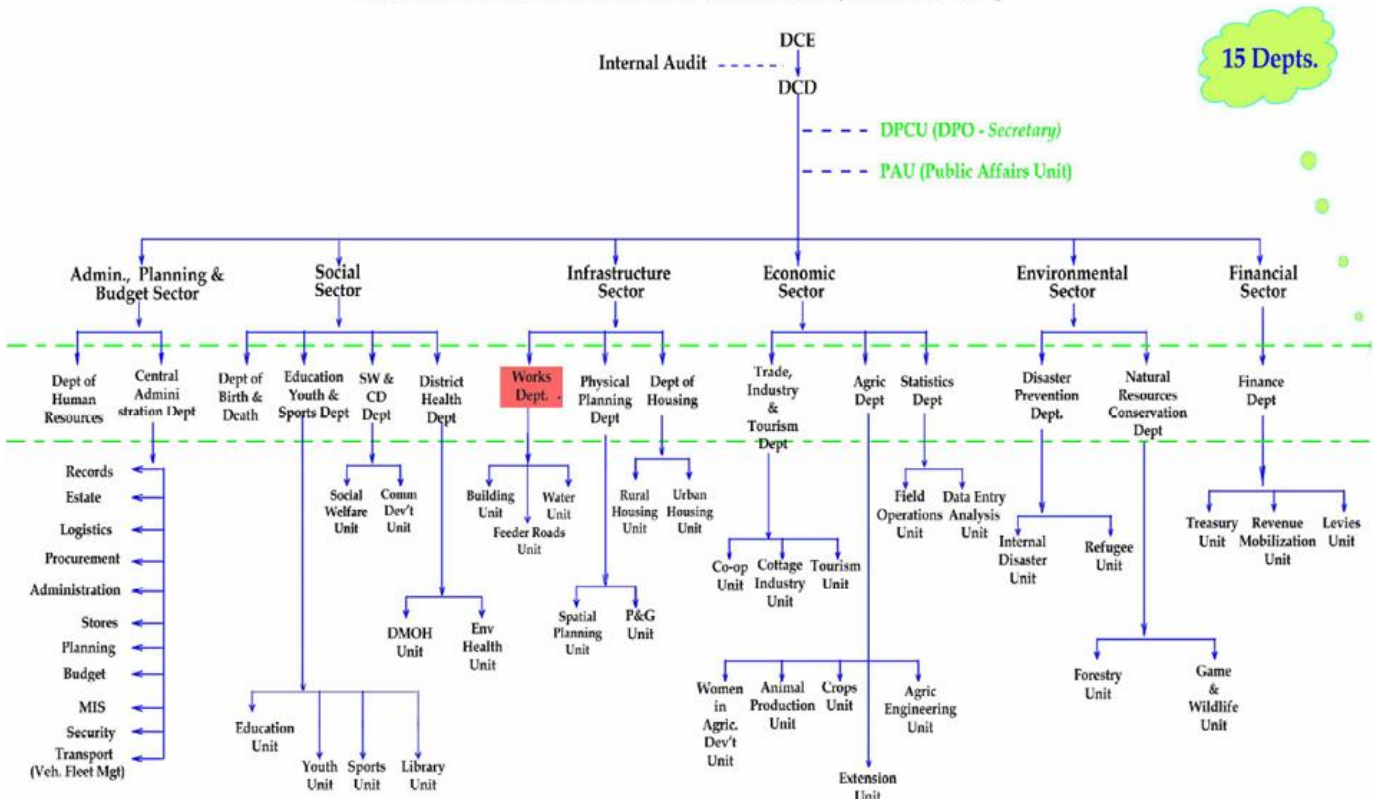 DCE
Internal Audit
DCD
15 Depts.
DPCU (DPO - Secretary)
PAU (Public Affairs Unit)
Admin., Planning &
Budget Sector
Social
Sector
Infrastructure
Sector
Economic
Sector
Environmental
Sector
Financial
Sector
Dept of
Human
Resources
Central
Admini
stration Dept
Dept of
Birth &
Death
Education
Youth &
Sports Dept
SW &
CD
Dept
District
Health
Dept
Works
Dept. .
Physical
Planning
Dept
Dept of
Housing
Trade,
Industry
&
Tourism
Dept
Agric
Dept
Statistics
Dept
Disaster
Prevention
Dept.
Natural
Resources
Conservation
Dept
Finance
Dept
Records
Estate
Logistics
Procurement
Administration
Stores
Planning
Budget
MIS
Security
Transport
(Veh. Fleet Mgt)
Education
Unit
Youth
Unit
Sports
Unit
Library
Unit
Social
Welfare
Unit
Comm
Dev't
Unit
DMOH
Unit
Env
Health
Unit
Building
Unit
Feeder Roads
Unit
Water
Unit
Spatial
Planning
Unit
P&G
Unit
Rural
Housing
Unit
Urban
Housing
Unit
Co-op
Unit
Cottage
Industry
Unit
Tourism
Unit
Women
in
Agric.
Dev't
Unit
Animal
Production
Unit
Crops
Unit
Agric
Engineering
Unit
Extension
Unit
Field
Operations
Unit
Data Entry
Analysis
Unit
Internal
Disaster
Unit
Refugee
Unit
Forestry
Unit
Game
&
Wildlife
Unit
Treasury
Unit
Revenue
Mobilization
Unit
Levies
Unit